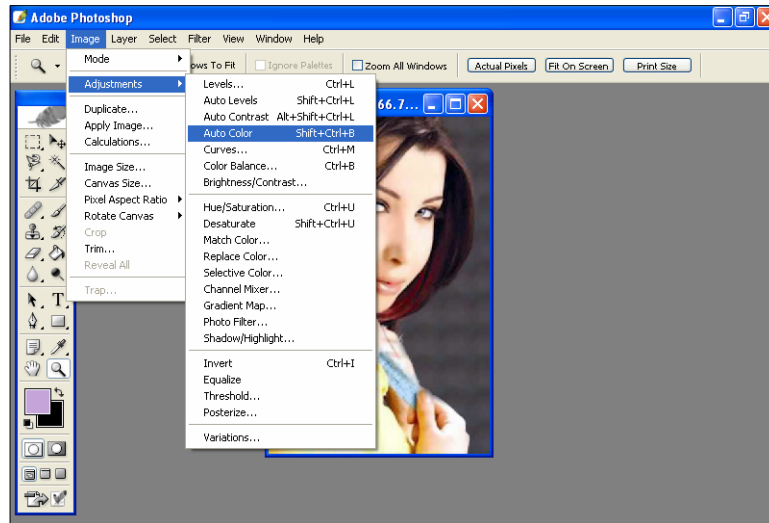 Adobe Photoshop
File Edit Image Layer Select Filter View Window Help
ows To Fit Ignore Palettes Zoom All Windows Actual Pixels Fit On Screen Print Size
Mode
Adjustments
Duplicate...
Apply Image...
Calculations...
Image Size...
Canvas Size...
Pixel Aspect Ratio
Rotate Canvas
Crop
Trim...
Reveal All
Trap...
Levels... Ctrl+L
Auto Levels Shift+Ctrl+L
Auto Contrast Alt+Shift+Ctrl+L
Auto Color Shift+Ctrl+B
Curves... Ctrl+M
Color Balance... Ctrl+B
Brightness/Contrast...
Hue/Saturation... Ctrl+U
Desaturate Shift+Ctrl+U
Match Color...
Replace Color...
Selective Color...
Channel Mixer...
Gradient Map...
Photo Filter...
Shadow/Highlight...
Invert Ctrl+I
Equalize
Threshold...
Posterize...
Variations...
66.7...